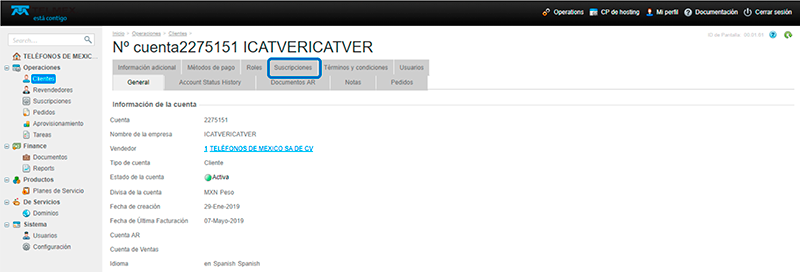 está contigo
Operations CP de hosting Mi perfil Documentación Cerrar sesión
Search...
Inicio Operaciones Clientes
ID de Pantalla: 00.01.01
Nº cuenta2275151 ICATVERICATVER
TELÉFONOS DE MEXIC...
Operaciones
Clientes
Revendedores
Suscripciones
Pedidos
Aprovisionamiento
Tareas
Finance
Documentos
Reports
Productos
Planes de Servicio
De Servicios
Dominios
Sistema
Usuarios
Configuración
Información adicional Métodos de pago Roles Suscripciones Términos y condiciones Usuarios
General Account Status History Documentos AR Notas Pedidos
Información de la cuenta
Cuenta 2275151
Nombre de la empresa ICATVERICATVER
Vendedor 1 TELÉFONOS DE MEXICO SA DE CV
Tipo de cuenta Cliente
Estado de la cuenta Activa
Divisa de la cuenta MXN Peso
Fecha de creación 29-Ene-2019
Fecha de Última Facturación 07-Mayo-2019
Cuenta AR
Cuenta de Ventas
Idioma en Spanish Spanish